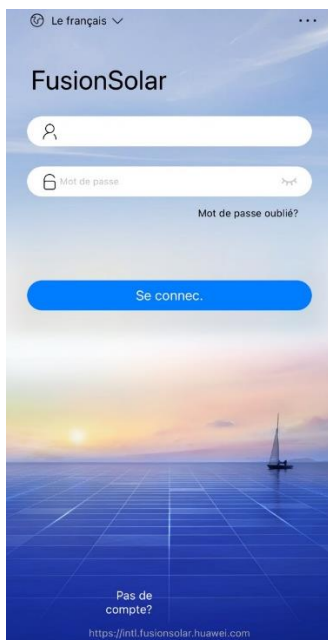 Le français
FusionSolar
Mot de passe
Mot de passe oublié?
Se connec.
Pas de
compte?
https://intl.fusionsolar.huawei.com